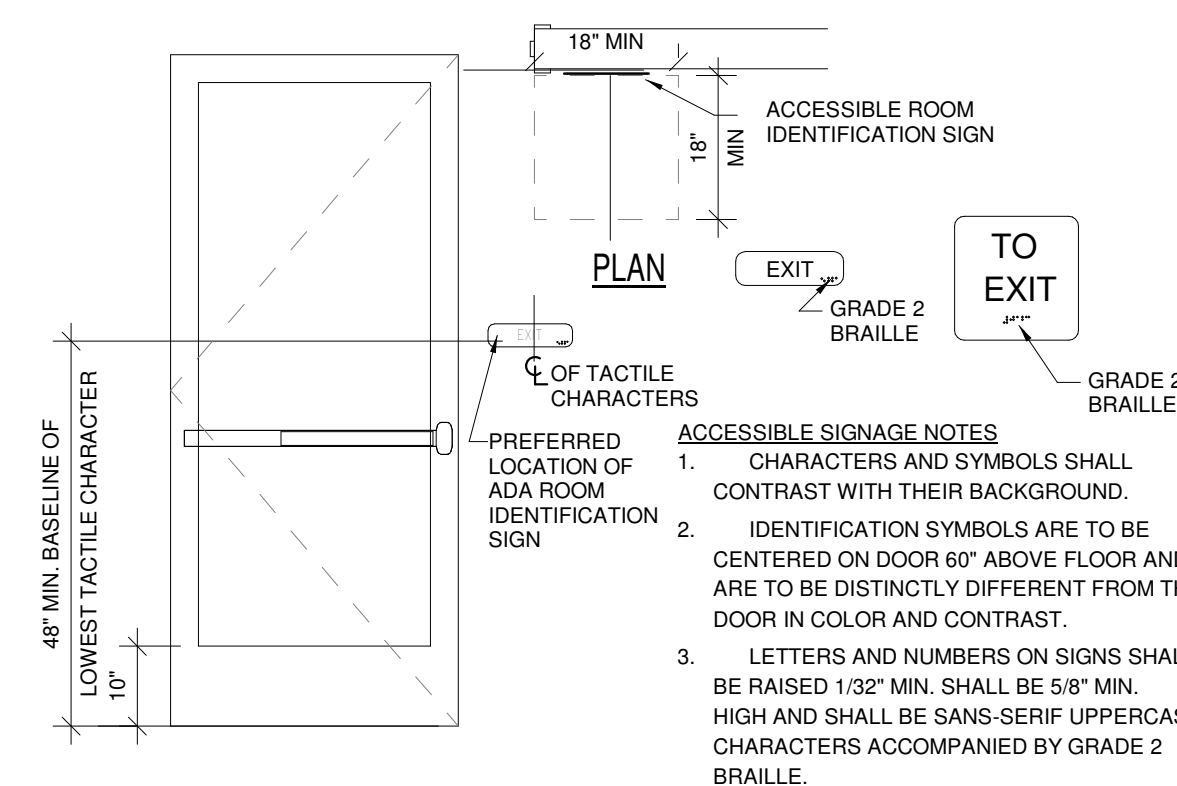 18" MIN
ACCESSIBLE ROOM
IDENTIFICATION SIGN
18"
MIN
PLAN
EXIT
GRADE 2
BRAILLE
TO
EXIT
GRADE 2
BRAILLE
EXIT
℄ OF TACTILE
CHARACTERS
PREFERRED
LOCATION OF
ADA ROOM
IDENTIFICATION
SIGN
48" MIN. BASELINE OF
LOWEST TACTILE CHARACTER
10"
ACCESSIBLE SIGNAGE NOTES
1. CHARACTERS AND SYMBOLS SHALL
CONTRAST WITH THEIR BACKGROUND.
2. IDENTIFICATION SYMBOLS ARE TO BE
CENTERED ON DOOR 60" ABOVE FLOOR AND
ARE TO BE DISTINCTLY DIFFERENT FROM TH
DOOR IN COLOR AND CONTRAST.
3. LETTERS AND NUMBERS ON SIGNS SHAL
BE RAISED 1/32" MIN. SHALL BE 5/8" MIN.
HIGH AND SHALL BE SANS-SERIF UPPERCAS
CHARACTERS ACCOMPANIED BY GRADE 2
BRAILLE.